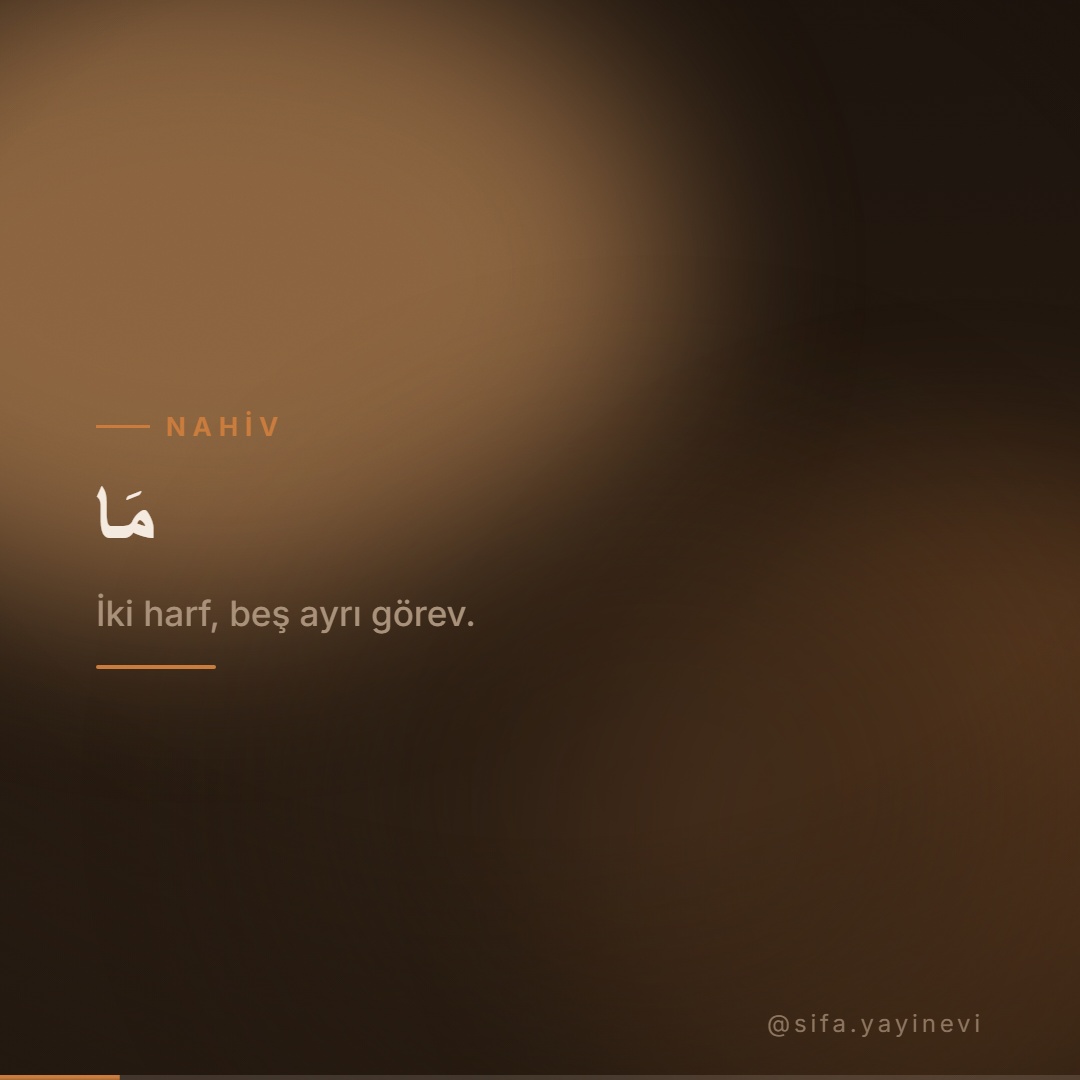 NAHİV
مَا
İki harf, beş ayrı görev.
@sifa.yayinevi